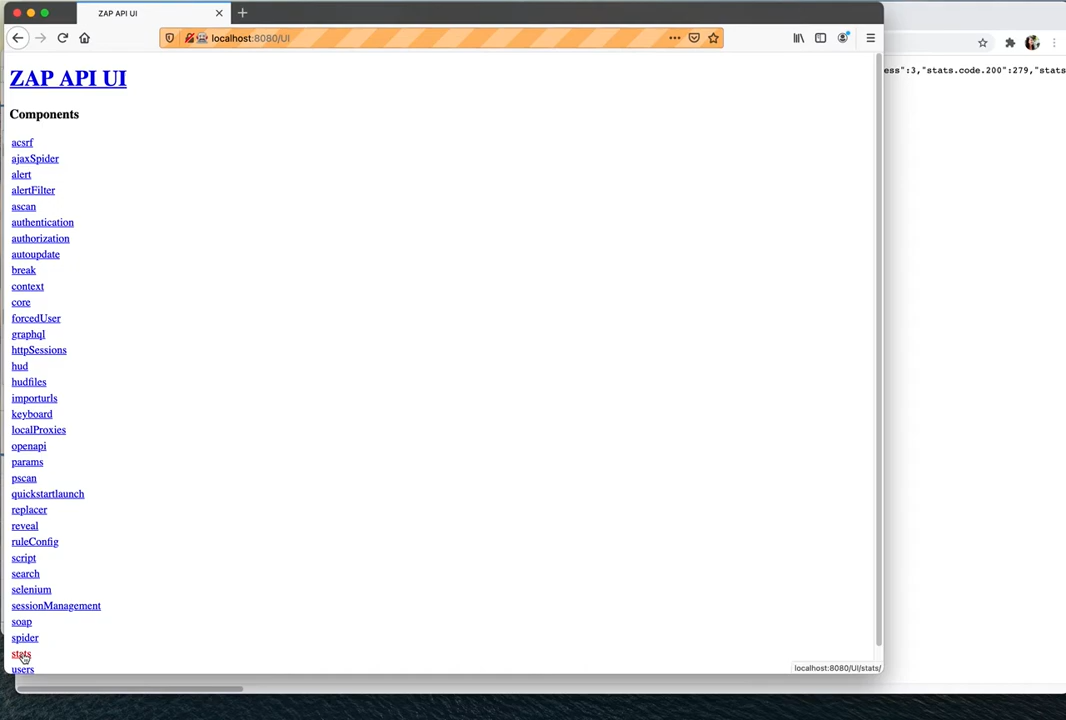 ZAP API UI
localhost:8080/UI
ess":3,"stats.code.200":279,"stats
ZAP API UI
Components
acsrf
ajaxSpider
alert
alertFilter
ascan
authentication
authorization
autoupdate
break
context
core
forcedUser
graphql
httpSessions
hud
hudfiles
importurls
keyboard
localProxies
openapi
params
pscan
quickstartlaunch
replacer
reveal
ruleConfig
script
search
selenium
sessionManagement
soap
spider
stats
users
localhost:8080/UI/stats/